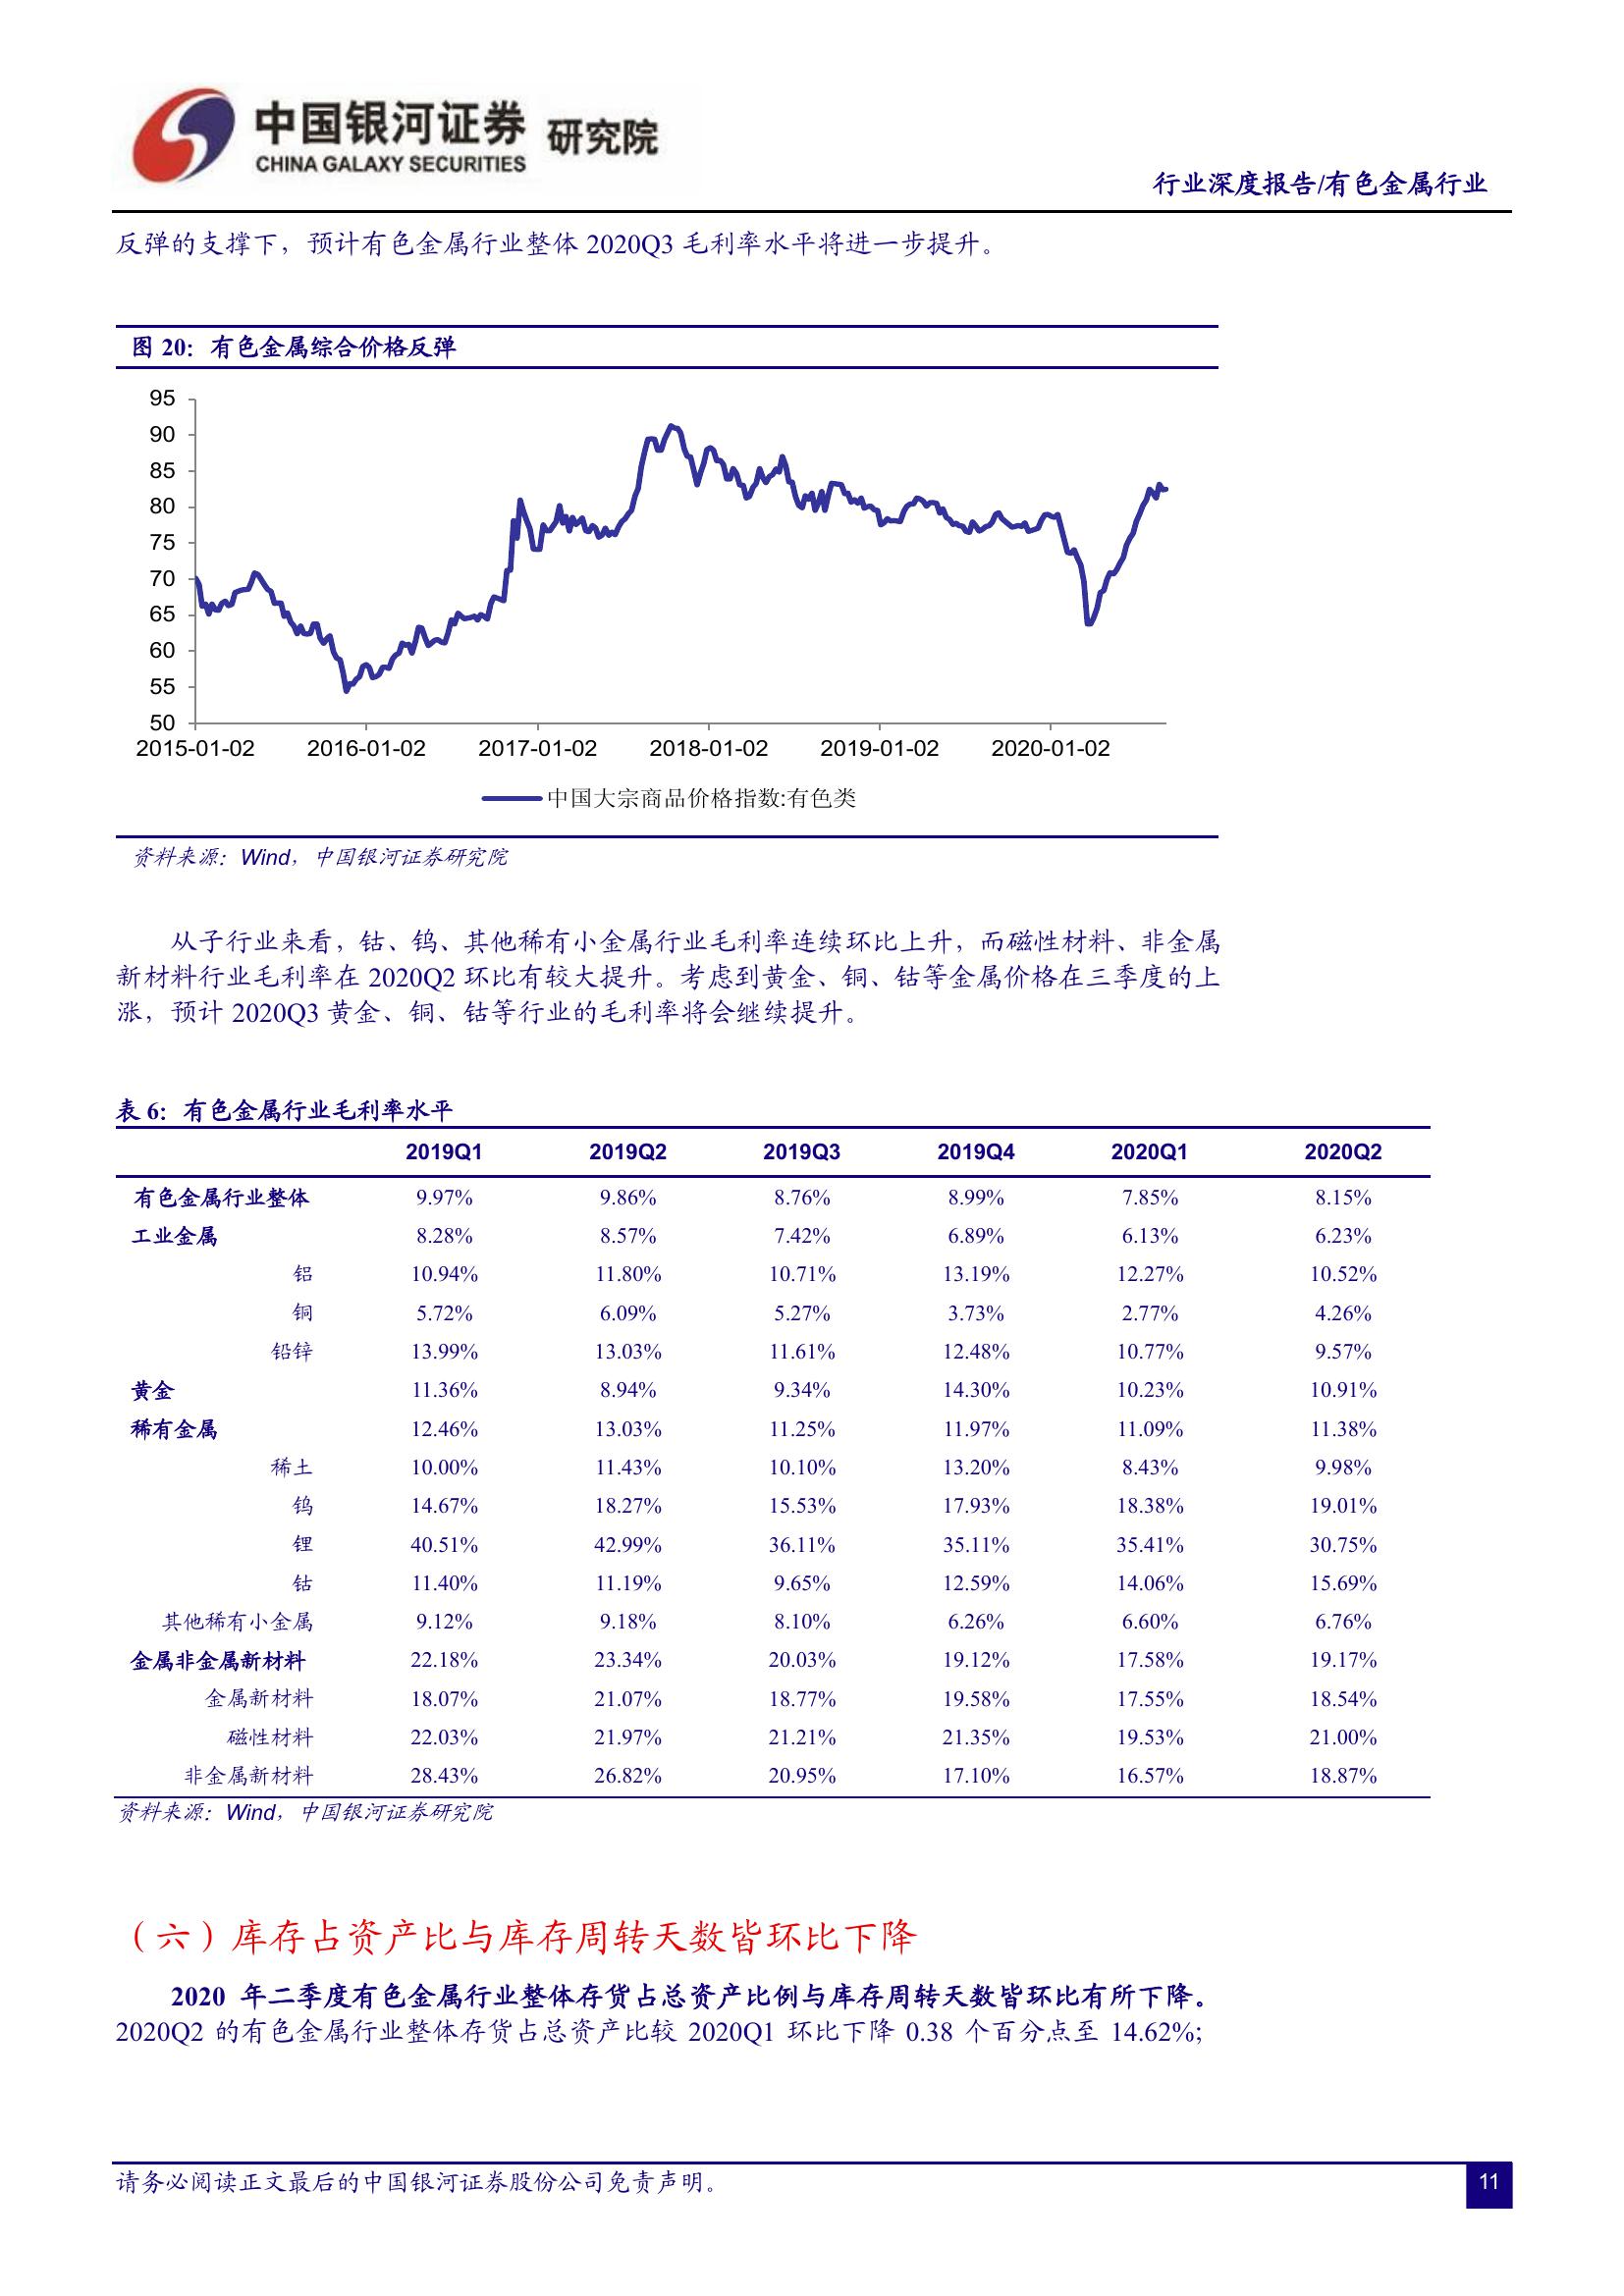 中国银河证券 研究院
CHINA GALAXY SECURITIES
行业深度报告/有色金属行业
反弹的支撑下，预计有色金属行业整体 2020Q3 毛利率水平将进一步提升。
图 20：有色金属综合价格反弹
95
90
85
80
75
70
65
60
55
50
2015-01-02 2016-01-02 2017-01-02 2018-01-02 2019-01-02 2020-01-02
中国大宗商品价格指数:有色类
资料来源：Wind，中国银河证券研究院
从子行业来看，钴、钨、其他稀有小金属行业毛利率连续环比上升，而磁性材料、非金属
新材料行业毛利率在 2020Q2 环比有较大提升。考虑到黄金、铜、钴等金属价格在三季度的上
涨，预计 2020Q3 黄金、铜、钴等行业的毛利率将会继续提升。
表 6：有色金属行业毛利率水平
2019Q1 2019Q2 2019Q3 2019Q4 2020Q1 2020Q2
有色金属行业整体 9.97% 9.86% 8.76% 8.99% 7.85% 8.15%
工业金属 8.28% 8.57% 7.42% 6.89% 6.13% 6.23%
铝 10.94% 11.80% 10.71% 13.19% 12.27% 10.52%
铜 5.72% 6.09% 5.27% 3.73% 2.77% 4.26%
铅锌 13.99% 13.03% 11.61% 12.48% 10.77% 9.57%
黄金 11.36% 8.94% 9.34% 14.30% 10.23% 10.91%
稀有金属 12.46% 13.03% 11.25% 11.97% 11.09% 11.38%
稀土 10.00% 11.43% 10.10% 13.20% 8.43% 9.98%
钨 14.67% 18.27% 15.53% 17.93% 18.38% 19.01%
锂 40.51% 42.99% 36.11% 35.11% 35.41% 30.75%
钴 11.40% 11.19% 9.65% 12.59% 14.06% 15.69%
其他稀有小金属 9.12% 9.18% 8.10% 6.26% 6.60% 6.76%
金属非金属新材料 22.18% 23.34% 20.03% 19.12% 17.58% 19.17%
金属新材料 18.07% 21.07% 18.77% 19.58% 17.55% 18.54%
磁性材料 22.03% 21.97% 21.21% 21.35% 19.53% 21.00%
非金属新材料 28.43% 26.82% 20.95% 17.10% 16.57% 18.87%
资料来源：Wind，中国银河证券研究院
（六）库存占资产比与库存周转天数皆环比下降
2020 年二季度有色金属行业整体存货占总资产比例与库存周转天数皆环比有所下降。
2020Q2 的有色金属行业整体存货占总资产比较 2020Q1 环比下降 0.38 个百分点至 14.62%;
请务必阅读正文最后的中国银河证券股份公司免责声明。
11